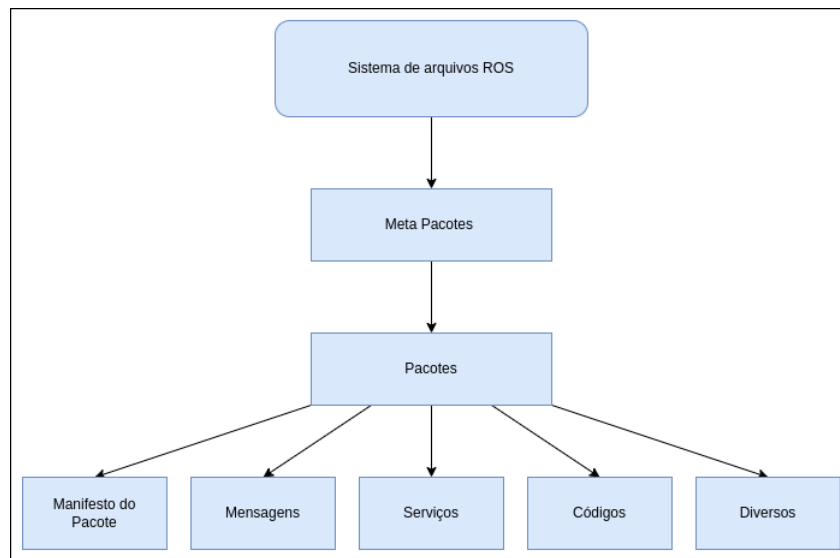 Sistema de arquivos ROS
Meta Pacotes
Pacotes
Manifesto do
Pacote
Mensagens
Serviços
Códigos
Diversos